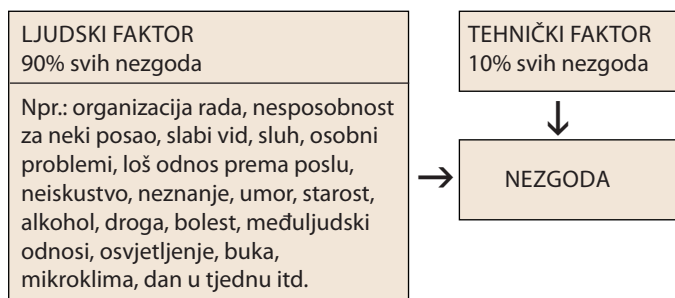 LJUDSKI FAKTOR
90% svih nezgoda
Npr.: organizacija rada, nesposobnost
za neki posao, slabi vid, sluh, osobni
problemi, loš odnos prema poslu,
neiskustvo, neznanje, umor, starost,
alkohol, droga, bolest, međuljudski
odnosi, osvjetljenje, buka,
mikroklima, dan u tjednu itd.
TEHNIČKI FAKTOR
10% svih nezgoda
NEZGODA